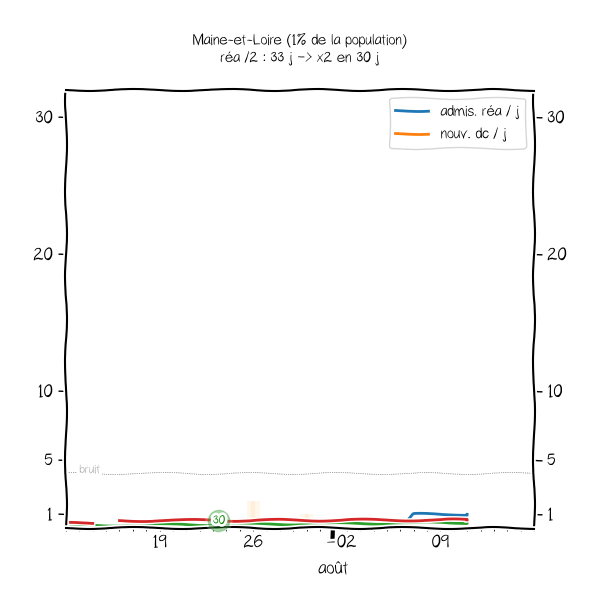 Maine-et-Loire (1% de la population)
réa /2 : 33 j -> x2 en 30 j
admis. réa / j
nouv. dc / j
30
30
20
20
10
10
5
5
bruit
1
1
30
19
26
02
09
août